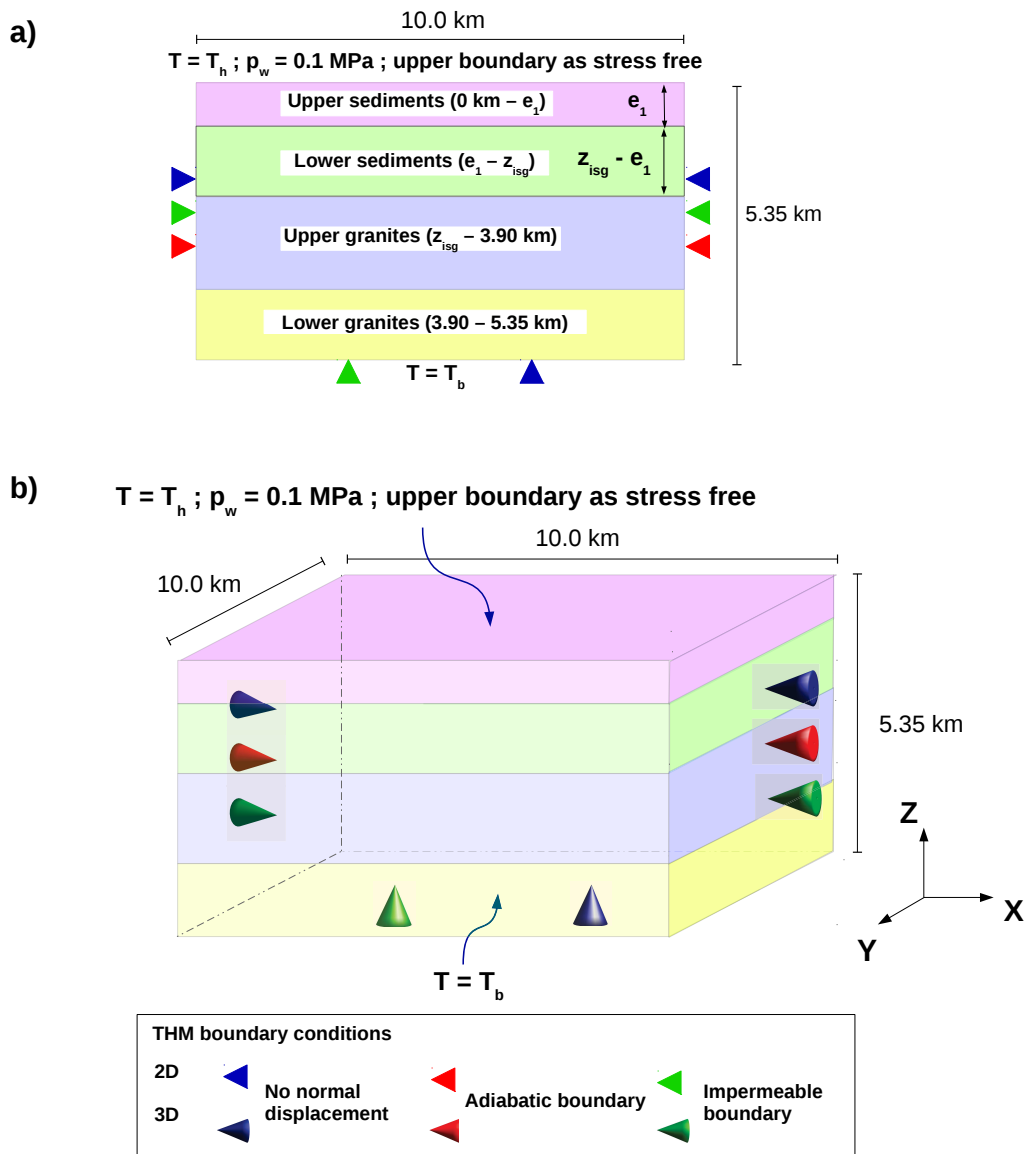 a)
10.0 km
T = Th ; pw = 0.1 MPa ; upper boundary as stress free
Upper sediments (0 km – e1)
e1
Lower sediments (e1 – zisg)
zisg - e1
5.35 km
Upper granites (zisg – 3.90 km)
Lower granites (3.90 – 5.35 km)
T = Tb
b)
T = Th ; pw = 0.1 MPa ; upper boundary as stress free
10.0 km
10.0 km
5.35 km
Z
X
Y
T = Tb
THM boundary conditions
2D
3D
No normal
displacement
Adiabatic boundary
Impermeable
boundary